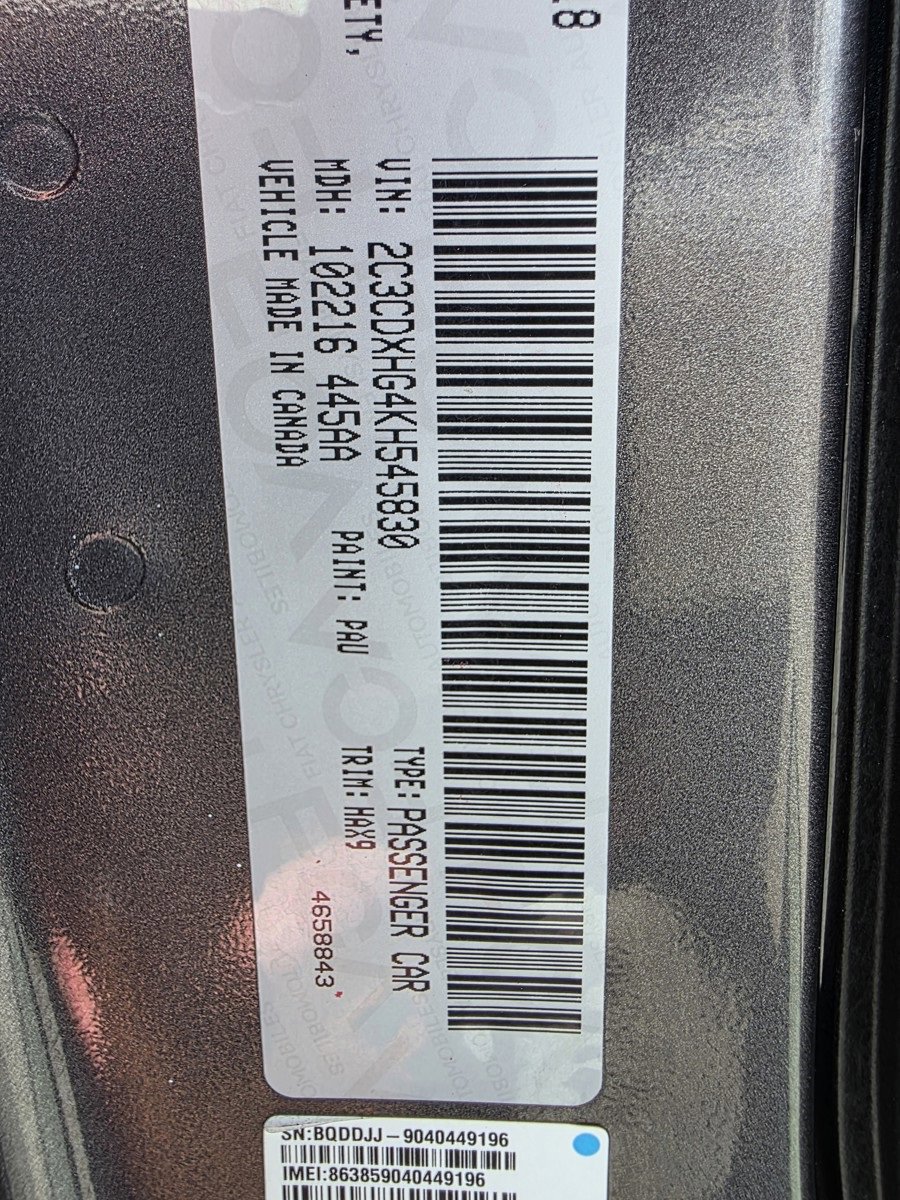 18
ETY,
VIN: 2C3CDXHG4KH545830 TYPE: PASSENGER CAR
MDH: 102216 445AA PAINT: PAU TRIM: HAX9
VEHICLE MADE IN CANADA
4658843
SN:BQDDJJ-9040449196
IMEI:863859040449196